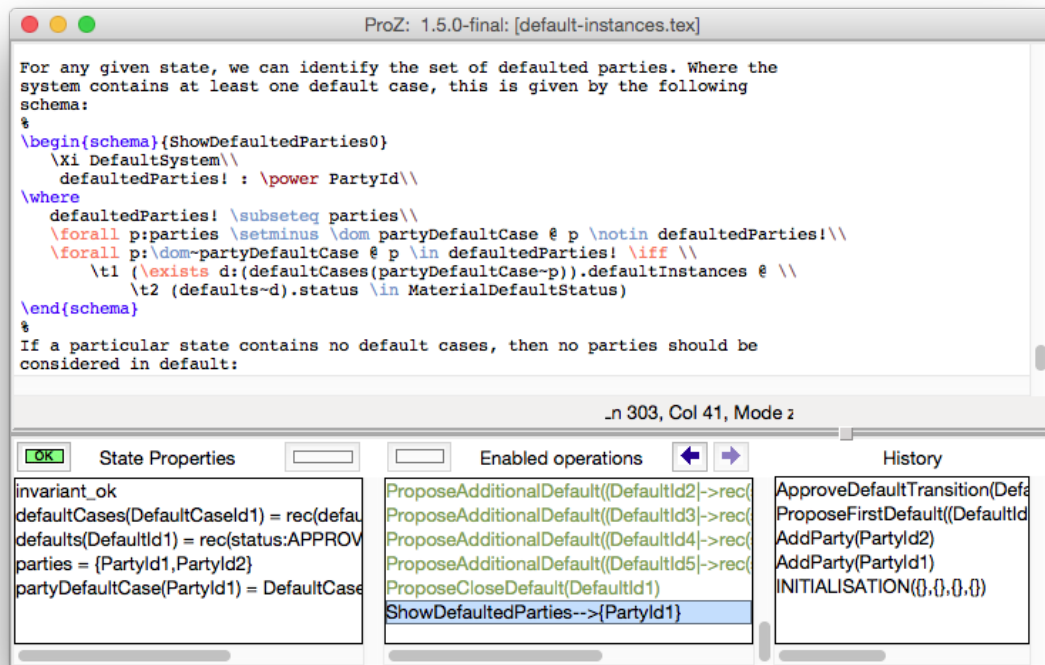 ProZ: 1.5.0-final: [default-instances.tex]
For any given state, we can identify the set of defaulted parties. Where the
system contains at least one default case, this is given by the following
schema:
%
\begin{schema}{ShowDefaultedParties0}
\Xi DefaultSystem\\
defaultedParties! : \power PartyId\\
\where
defaultedParties! \subseteq parties\\
\forall p:parties \setminus \dom partyDefaultCase @ p \notin defaultedParties!\\
\forall p:\dom~partyDefaultCase @ p \in defaultedParties! \iff \\
\t1 (\exists d:(defaultCases(partyDefaultCase~p)).defaultInstances @ \\
\t2 (defaults~d).status \in MaterialDefaultStatus)
\end{schema}
%
If a particular state contains no default cases, then no parties should be
considered in default:
n 303, Col 41, Mode z
OK State Properties Enabled operations History
invariant_ok
defaultCases(DefaultCaseId1) = rec(defau
defaults(DefaultId1) = rec(status:APPROV
parties = {PartyId1,PartyId2}
partyDefaultCase(PartyId1) = DefaultCase
ProposeAdditionalDefault((DefaultId2|->rec(
ProposeAdditionalDefault((DefaultId3|->rec(
ProposeAdditionalDefault((DefaultId4|->rec(
ProposeAdditionalDefault((DefaultId5|->rec(
ProposeCloseDefault(DefaultId1)
ShowDefaultedParties-->{PartyId1}
ApproveDefaultTransition(Defa
ProposeFirstDefault((DefaultId
AddParty(PartyId2)
AddParty(PartyId1)
INITIALISATION({},{},{},{})